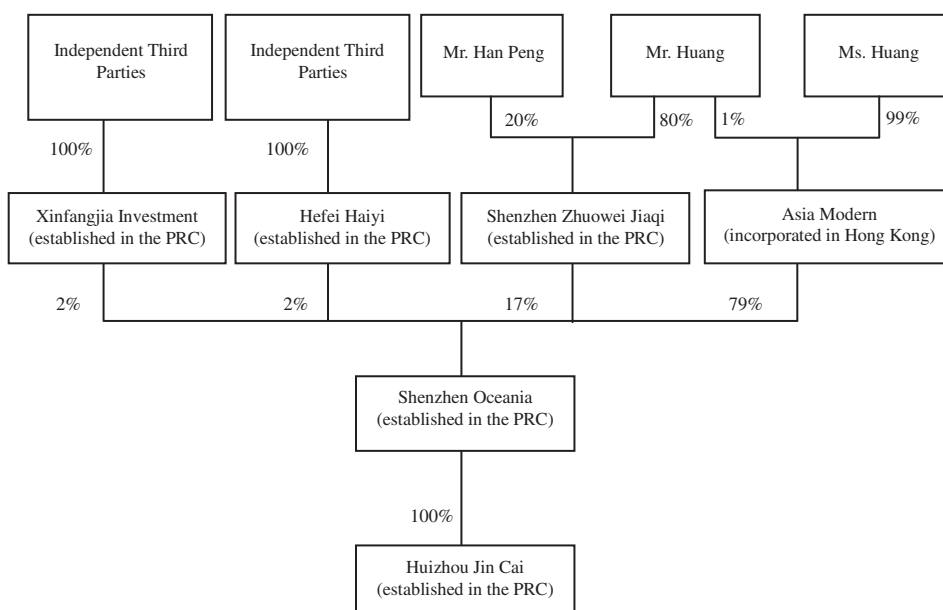 Independent Third
Parties
Independent Third
Parties
Mr. Han Peng
Mr. Huang
Ms. Huang
100%
100%
20%
80%
1%
99%
Xinfangjia Investment
(established in the PRC)
Hefei Haiyi
(established in the PRC)
Shenzhen Zhuowei Jiaqi
(established in the PRC)
Asia Modern
(incorporated in Hong Kong)
2%
2%
17%
79%
Shenzhen Oceania
(established in the PRC)
100%
Huizhou Jin Cai
(established in the PRC)